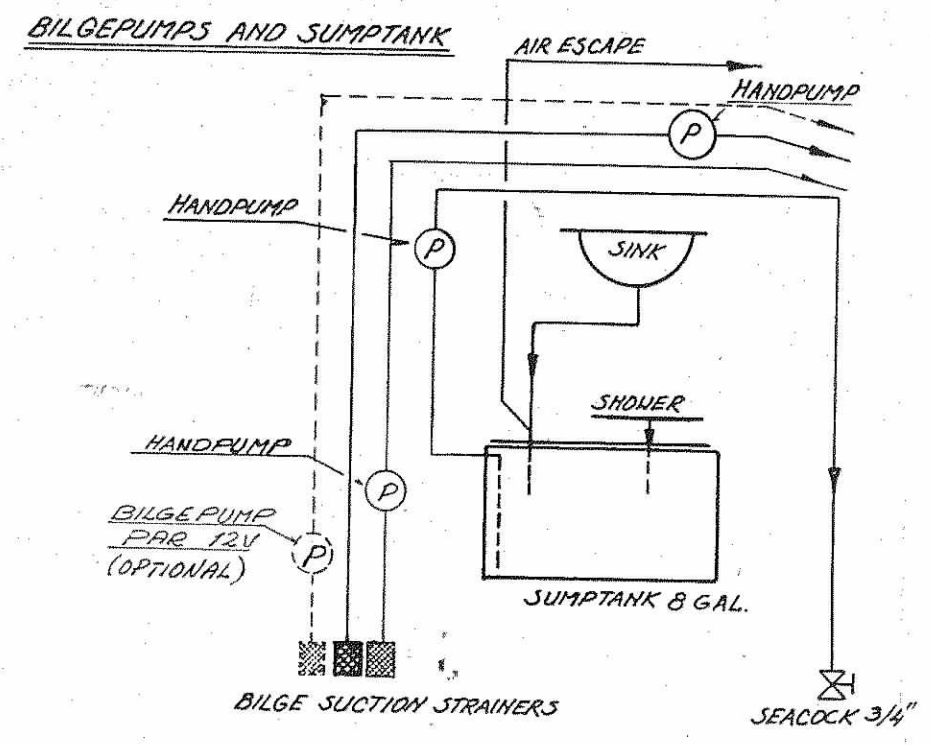 BILGEPUMPS AND SUMPTANK
AIR ESCAPE
HANDPUMP
P
HANDPUMP
P
SINK
SHOWER
HANDPUMP
P
BILGEPUMP
PAR 12V
(OPTIONAL)
P
SUMPTANK 8 GAL.
BILGE SUCTION STRAINERS
SEACOCK 3/4"